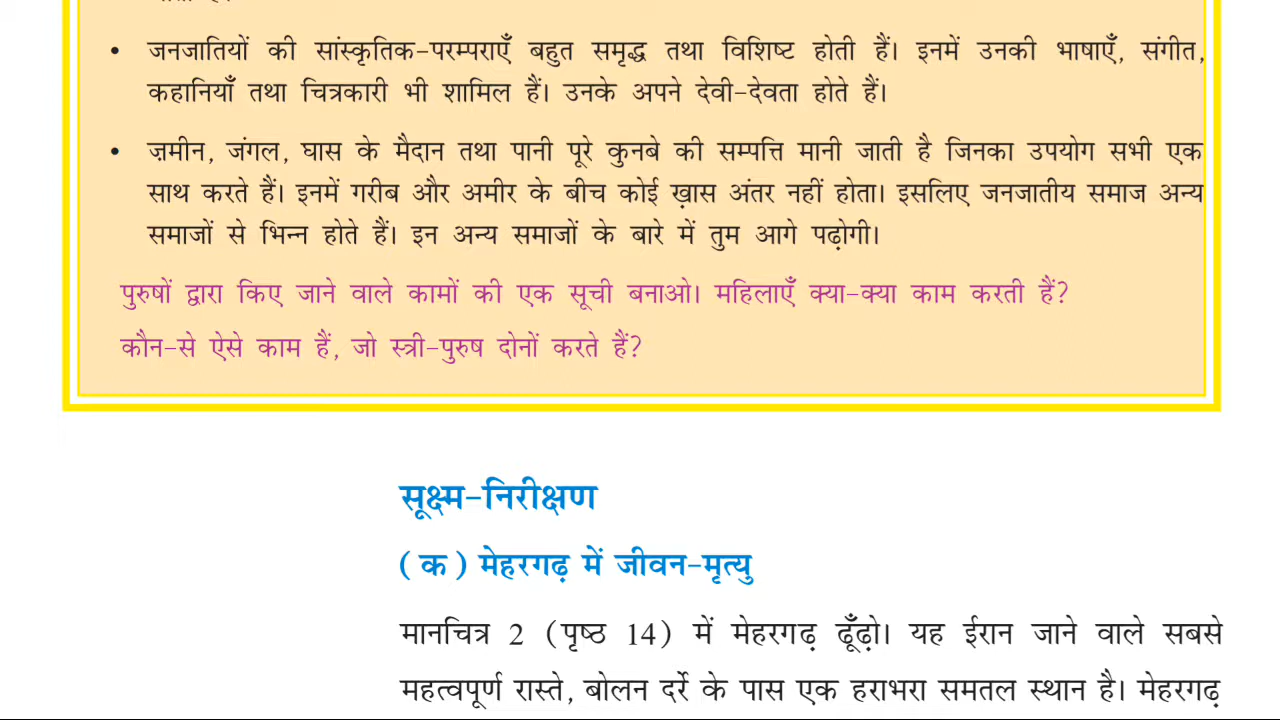 • जनजातियों की सांस्कृतिक-परम्पराएँ बहुत समृद्ध तथा विशिष्ट होती हैं। इनमें उनकी भाषाएँ, संगीत,
कहानियाँ तथा चित्रकारी भी शामिल हैं। उनके अपने देवी-देवता होते हैं।
• ज़मीन, जंगल, घास के मैदान तथा पानी पूरे कुनबे की सम्पत्ति मानी जाती है जिनका उपयोग सभी एक
साथ करते हैं। इनमें गरीब और अमीर के बीच कोई ख़ास अंतर नहीं होता। इसलिए जनजातीय समाज अन्य
समाजों से भिन्न होते हैं। इन अन्य समाजों के बारे में तुम आगे पढ़ोगी।
पुरुषों द्वारा किए जाने वाले कामों की एक सूची बनाओ। महिलाएँ क्या-क्या काम करती हैं?
कौन-से ऐसे काम हैं, जो स्त्री-पुरुष दोनों करते हैं?
सूक्ष्म-निरीक्षण
(क) मेहरगढ़ में जीवन-मृत्यु
मानचित्र 2 (पृष्ठ 14) में मेहरगढ़ ढूँढ़ो। यह ईरान जाने वाले सबसे
महत्वपूर्ण रास्ते, बोलन दर्रे के पास एक हराभरा समतल स्थान है। मेहरगढ़